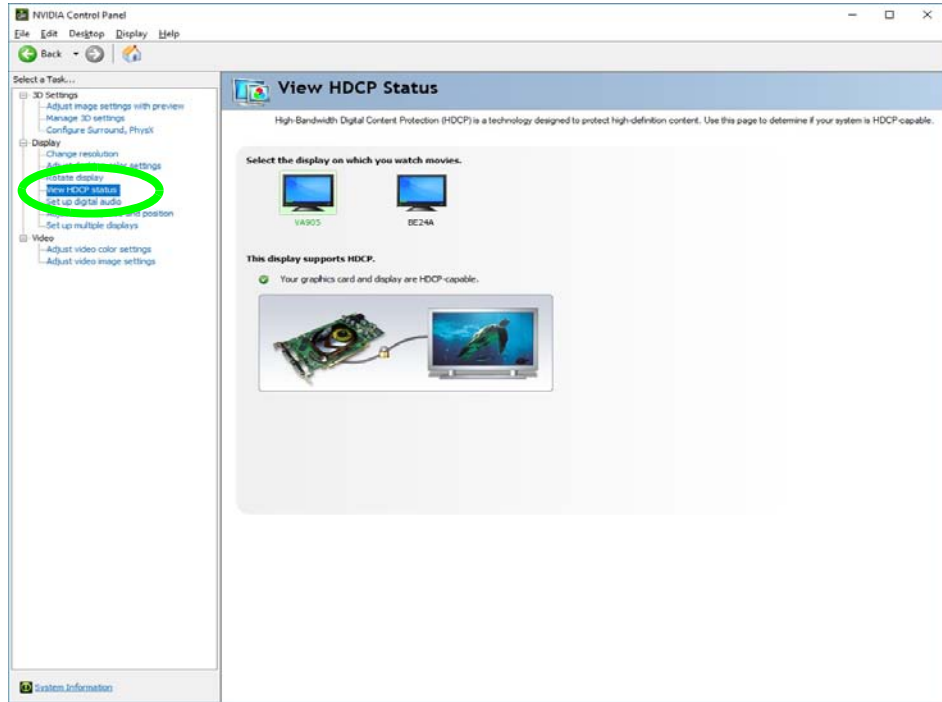 NVIDIA Control Panel
File Edit Desktop Display Help
Back
Select a Task...
3D Settings
Adjust image settings with preview
Manage 3D settings
Configure Surround, PhysX
Display
Change resolution
settings
Rotate display
View HDCP status
Set up digital audio
and position
Set up multiple displays
Video
Adjust video color settings
Adjust video image settings
System Information
View HDCP Status
High-Bandwidth Digital Content Protection (HDCP) is a technology designed to protect high-definition content. Use this page to determine if your system is HDCP-capable.
Select the display on which you watch movies.
VA905 BE24A
This display supports HDCP.
Your graphics card and display are HDCP-capable.